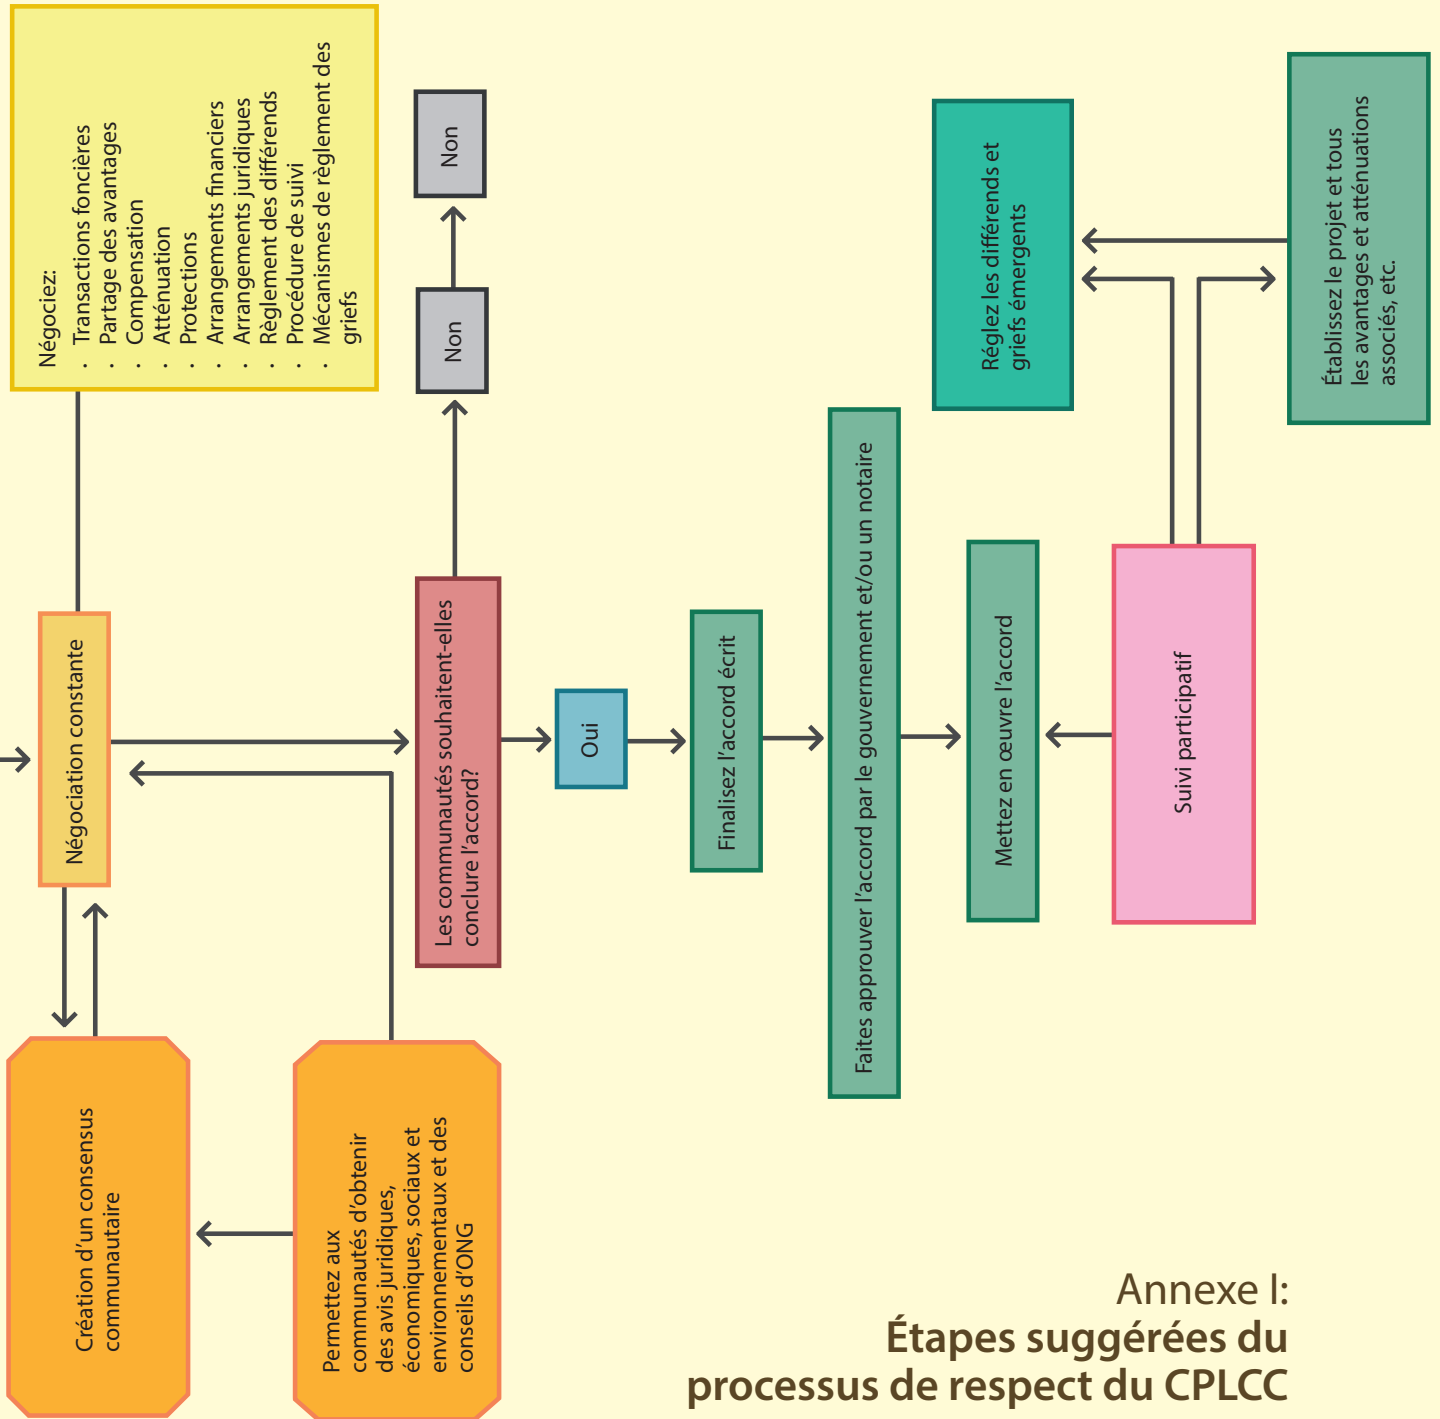 Négociez:
· Transactions foncières
· Partage des avantages
· Compensation
· Atténuation
· Protections
· Arrangements financiers
· Arrangements juridiques
· Règlement des différends
· Procédure de suivi
· Mécanismes de règlement des
griefs
Négociation constante
Création d'un consensus
communautaire
Permettez aux
communautés d'obtenir
des avis juridiques,
économiques, sociaux et
environnementaux et des
conseils d'ONG
Les communautés souhaitent-elles
conclure l'accord?
Non
Non
Oui
Finalisez l'accord écrit
Faites approuver l'accord par le gouvernement et/ou un notaire
Mettez en œuvre l'accord
Suivi participatif
Réglez les différends et
griefs émergents
Établissez le projet et tous
les avantages et atténuations
associés, etc.
Annexe I:
Étapes suggérées du
processus de respect du CPLCC